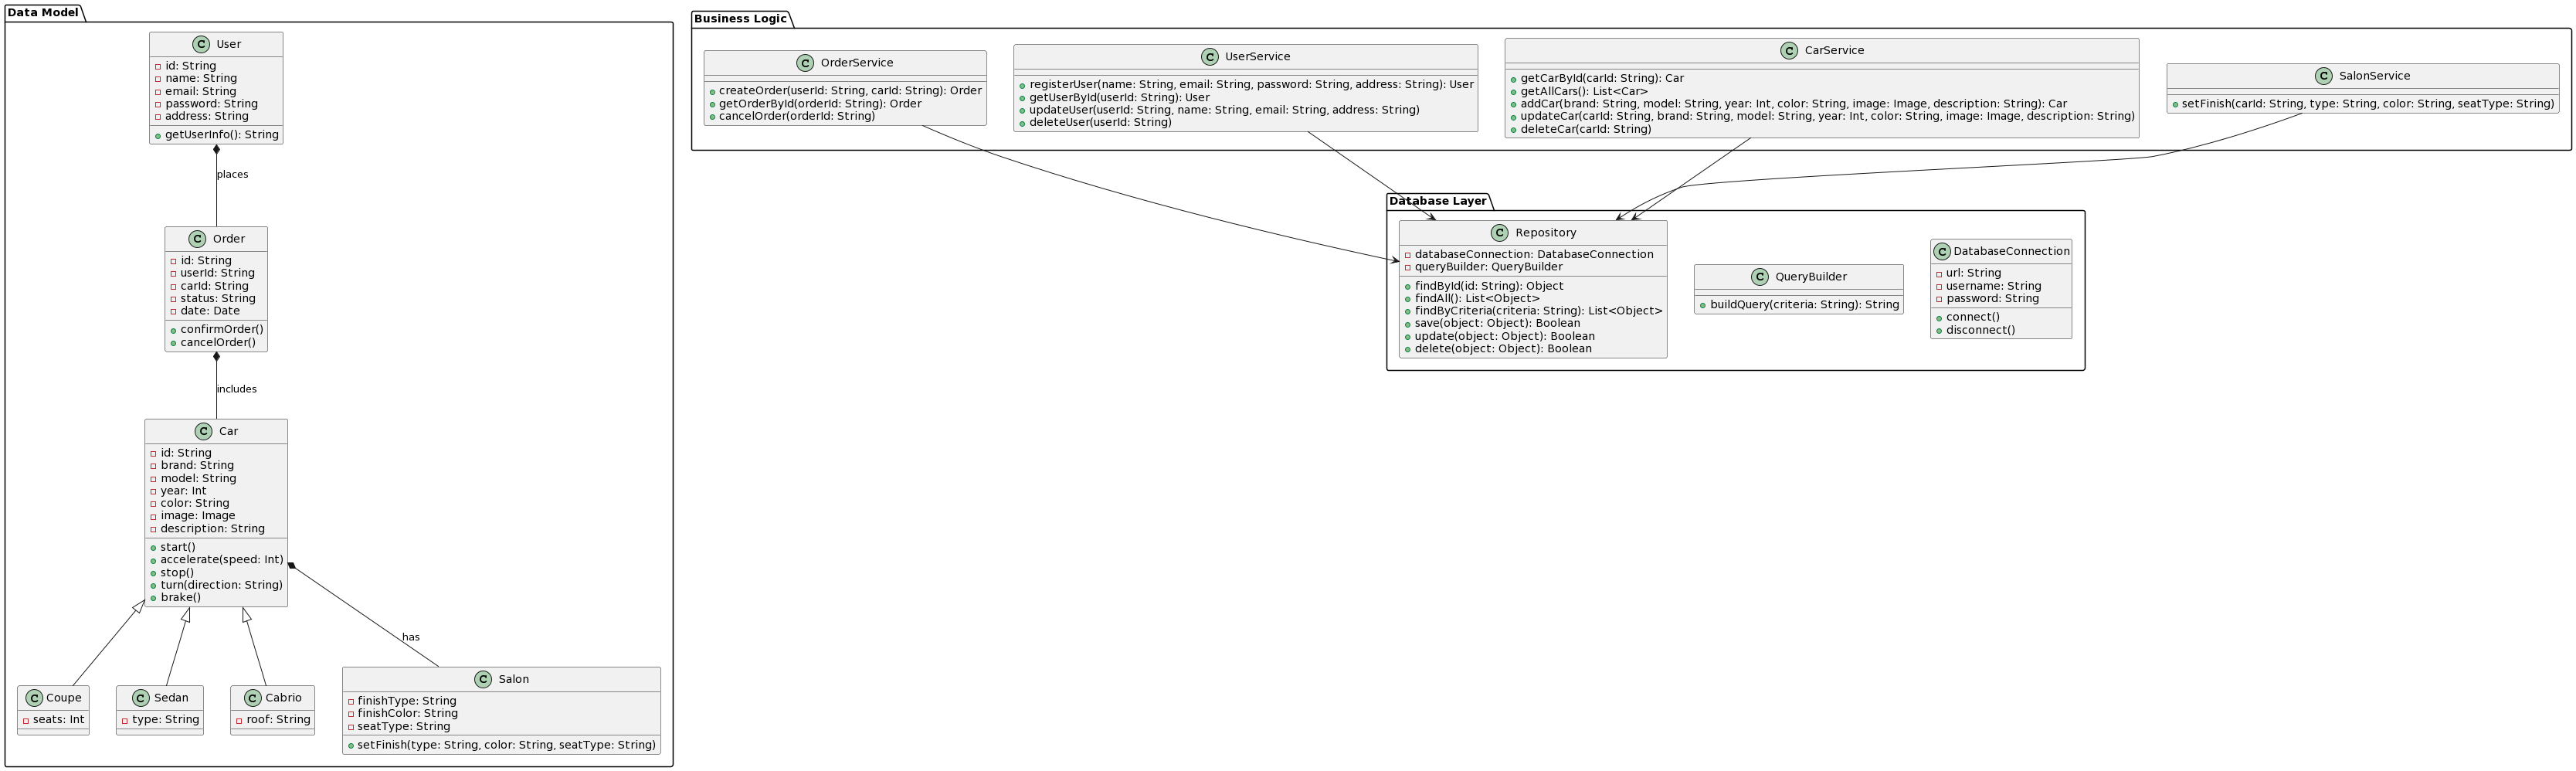 Data Model
User
id: String
name: String
email: String
password: String
address: String
getUserInfo(): String
places
Order
id: String
userId: String
carId: String
status: String
date: Date
confirmOrder()
cancelOrder()
includes
Car
id: String
brand: String
model: String
year: Int
color: String
image: Image
description: String
start()
accelerate(speed: Int)
stop()
turn(direction: String)
brake()
has
Coupe
seats: Int
Sedan
type: String
Cabrio
roof: String
Salon
finishType: String
finishColor: String
seatType: String
setFinish(type: String, color: String, seatType: String)
Business Logic
OrderService
createOrder(userId: String, carId: String): Order
getOrderById(orderId: String): Order
cancelOrder(orderId: String)
UserService
registerUser(name: String, email: String, password: String, address: String): User
getUserById(userId: String): User
updateUser(userId: String, name: String, email: String, address: String)
deleteUser(userId: String)
CarService
getCarById(carId: String): Car
getAllCars(): List<Car>
addCar(brand: String, model: String, year: Int, color: String, image: Image, description: String): Car
updateCar(carId: String, brand: String, model: String, year: Int, color: String, image: Image, description: String)
deleteCar(carId: String)
SalonService
setFinish(carId: String, type: String, color: String, seatType: String)
Database Layer
Repository
databaseConnection: DatabaseConnection
queryBuilder: QueryBuilder
findById(id: String): Object
findAll(): List<Object>
findByCriteria(criteria: String): List<Object>
save(object: Object): Boolean
update(object: Object): Boolean
delete(object: Object): Boolean
QueryBuilder
buildQuery(criteria: String): String
DatabaseConnection
url: String
username: String
password: String
connect()
disconnect()